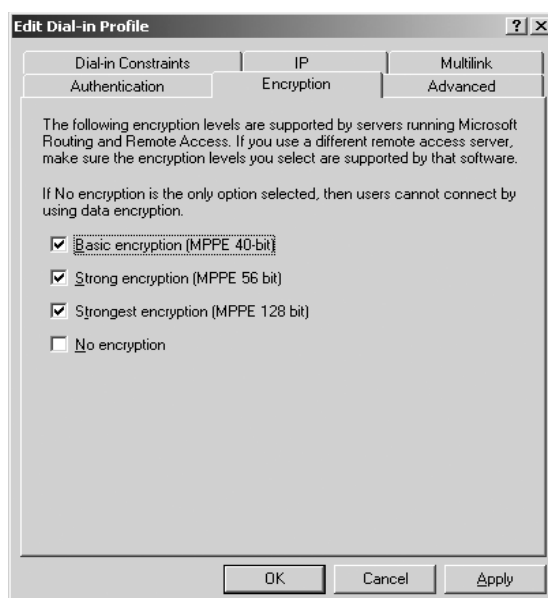 Edit Dial-in Profile
Dial-in Constraints IP Multilink
Authentication Encryption Advanced
The following encryption levels are supported by servers running Microsoft
Routing and Remote Access. If you use a different remote access server,
make sure the encryption levels you select are supported by that software.
If No encryption is the only option selected, then users cannot connect by
using data encryption.
Basic encryption (MPPE 40-bit)
Strong encryption (MPPE 56 bit)
Strongest encryption (MPPE 128 bit)
No encryption
OK Cancel Apply